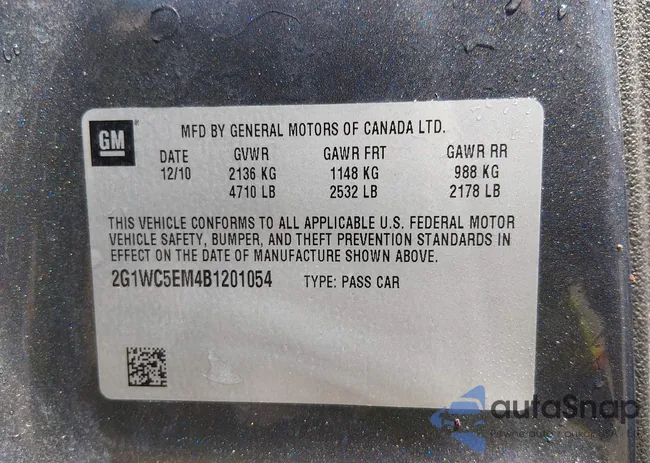 GM
MFD BY GENERAL MOTORS OF CANADA LTD.
DATE GVWR GAWR FRT GAWR RR
12/10 2136 KG 1148 KG 988 KG
4710 LB 2532 LB 2178 LB
THIS VEHICLE CONFORMS TO ALL APPLICABLE U.S. FEDERAL MOTOR
VEHICLE SAFETY, BUMPER, AND THEFT PREVENTION STANDARDS IN
EFFECT ON THE DATE OF MANUFACTURE SHOWN ABOVE.
2G1WC5EM4B1201054 TYPE: PASS CAR
autoSnap